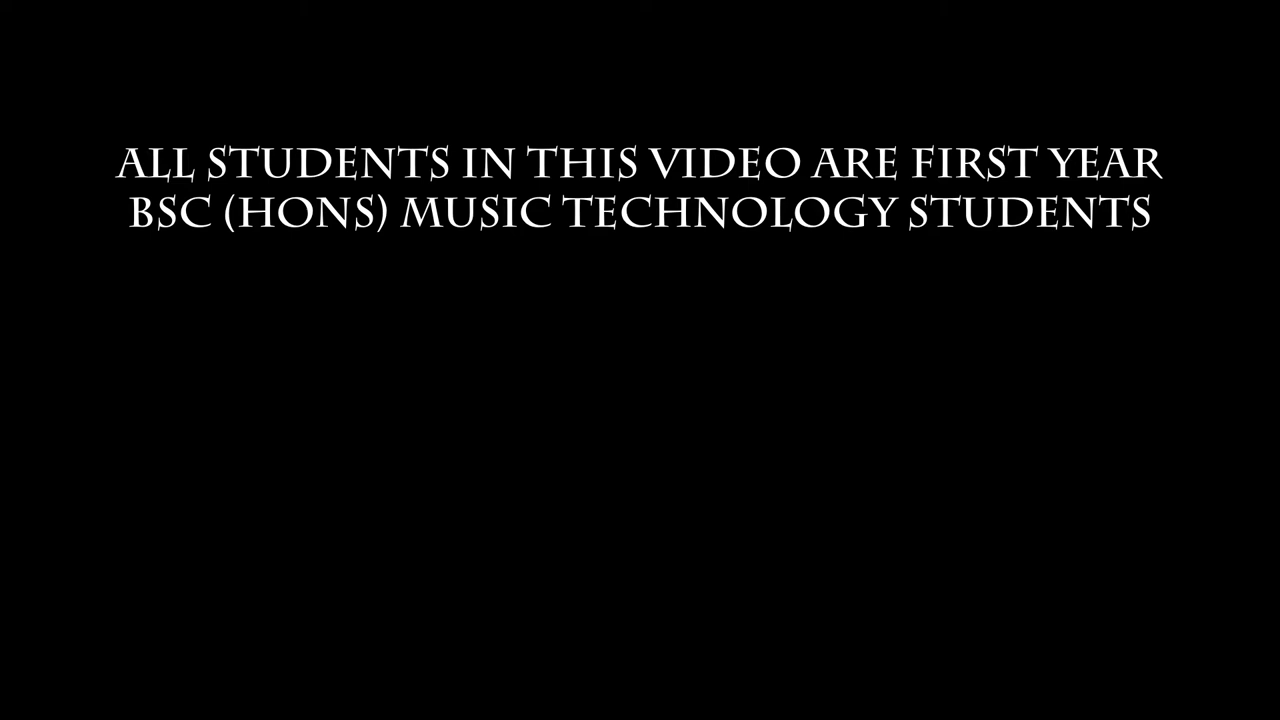 ALL STUDENTS IN THIS VIDEO ARE FIRST YEAR
BSC (HONS) MUSIC TECHNOLOGY STUDENTS